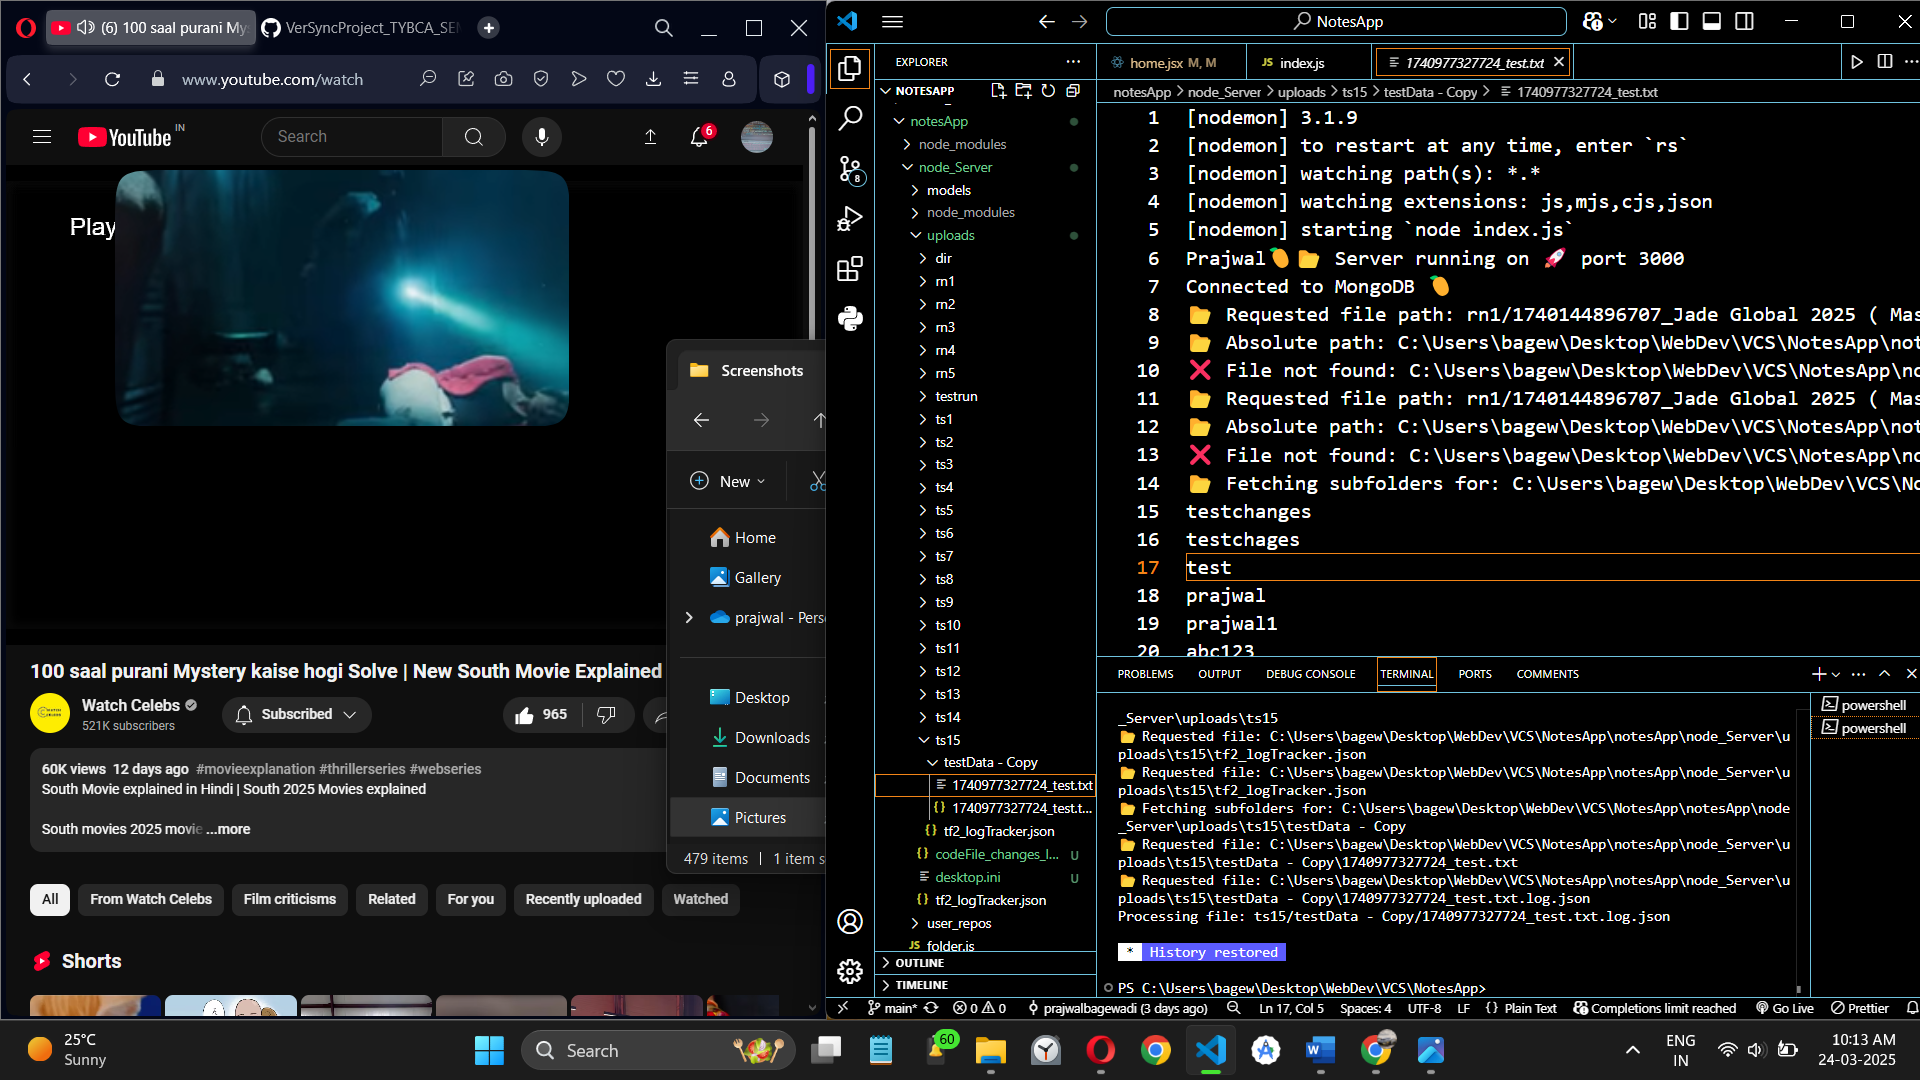 (6) 100 saal purani My
VerSyncProject_TYBCA_SE
www.youtube.com/watch
YouTube IN
Search
6
Play
Screenshots
New
Home
Gallery
prajwal - Pers
Desktop
Downloads
Documents
Pictures
479 items | 1 item s
100 saal purani Mystery kaise hogi Solve | New South Movie Explained
Watch Celebs
521K subscribers
Subscribed
965
60K views 12 days ago #movieexplanation #thrillerseries #webseries
South Movie explained in Hindi | South 2025 Movies explained
South movies 2025 movie ...more
All
From Watch Celebs
Film criticisms
Related
For you
Recently uploaded
Watched
Shorts
NotesApp
EXPLORER
NOTESAPP
notesApp
node_modules
node_Server
models
node_modules
uploads
dir
rn1
rn2
rn3
rn4
rn5
testrun
ts1
ts2
ts3
ts4
ts5
ts6
ts7
ts8
ts9
ts10
ts11
ts12
ts13
ts14
ts15
testData - Copy
1740977327724_test.txt
{} 1740977327724_test.t...
{} tf2_logTracker.json
{} codeFile_changes_l... U
desktop.ini U
{} tf2_logTracker.json
user_repos
JS folder.js
OUTLINE
TIMELINE
8
home.jsx M, M
JS index.js
1740977327724_test.txt
notesApp > node_Server > uploads > ts15 > testData - Copy > 1740977327724_test.txt
1 [nodemon] 3.1.9
2 [nodemon] to restart at any time, enter `rs`
3 [nodemon] watching path(s): *.*
4 [nodemon] watching extensions: js,mjs,cjs,json
5 [nodemon] starting `node index.js`
6 Prajwal🥭📂 Server running on 🚀 port 3000
7 Connected to MongoDB 🥭
8 📂 Requested file path: rn1/1740144896707_Jade Global 2025 ( Mas
9 📂 Absolute path: C:\Users\bagew\Desktop\WebDev\VCS\NotesApp\not
10 ❌ File not found: C:\Users\bagew\Desktop\WebDev\VCS\NotesApp\no
11 📂 Requested file path: rn1/1740144896707_Jade Global 2025 ( Mas
12 📂 Absolute path: C:\Users\bagew\Desktop\WebDev\VCS\NotesApp\not
13 ❌ File not found: C:\Users\bagew\Desktop\WebDev\VCS\NotesApp\no
14 📂 Fetching subfolders for: C:\Users\bagew\Desktop\WebDev\VCS\No
15 testchanges
16 testchages
17 test
18 prajwal
19 prajwal1
20 abc123
PROBLEMS OUTPUT DEBUG CONSOLE TERMINAL PORTS COMMENTS
powershell
powershell
_Server\uploads\ts15
📂 Requested file: C:\Users\bagew\Desktop\WebDev\VCS\NotesApp\notesApp\node_Server\u
ploads\ts15\tf2_logTracker.json
📂 Requested file: C:\Users\bagew\Desktop\WebDev\VCS\NotesApp\notesApp\node_Server\u
ploads\ts15\tf2_logTracker.json
📂 Fetching subfolders for: C:\Users\bagew\Desktop\WebDev\VCS\NotesApp\notesApp\node
_Server\uploads\ts15\testData - Copy
📂 Requested file: C:\Users\bagew\Desktop\WebDev\VCS\NotesApp\notesApp\node_Server\u
ploads\ts15\testData - Copy\1740977327724_test.txt
📂 Requested file: C:\Users\bagew\Desktop\WebDev\VCS\NotesApp\notesApp\node_Server\u
ploads\ts15\testData - Copy\1740977327724_test.txt.log.json
Processing file: ts15/testData - Copy/1740977327724_test.txt.log.json
* History restored
PS C:\Users\bagew\Desktop\WebDev\VCS\NotesApp>
main* 0 0 prajwalbagewadi (3 days ago) Ln 17, Col 5 Spaces: 4 UTF-8 LF {} Plain Text Completions limit reached Go Live Prettier
25°C
Sunny
Search
60
ENG
IN
10:13 AM
24-03-2025